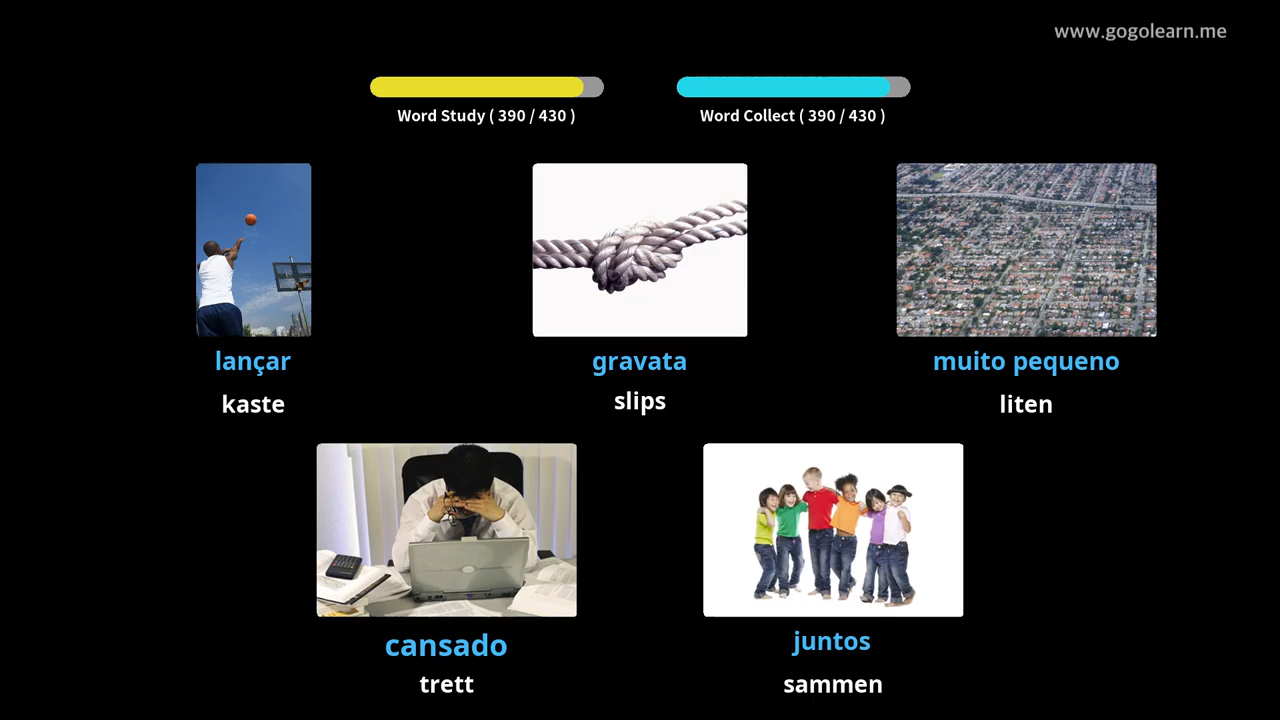 www.gogolearn.me
Word Study ( 390 / 430 )
Word Collect ( 390 / 430 )
lançar
kaste
gravata
slips
muito pequeno
liten
cansado
trett
juntos
sammen